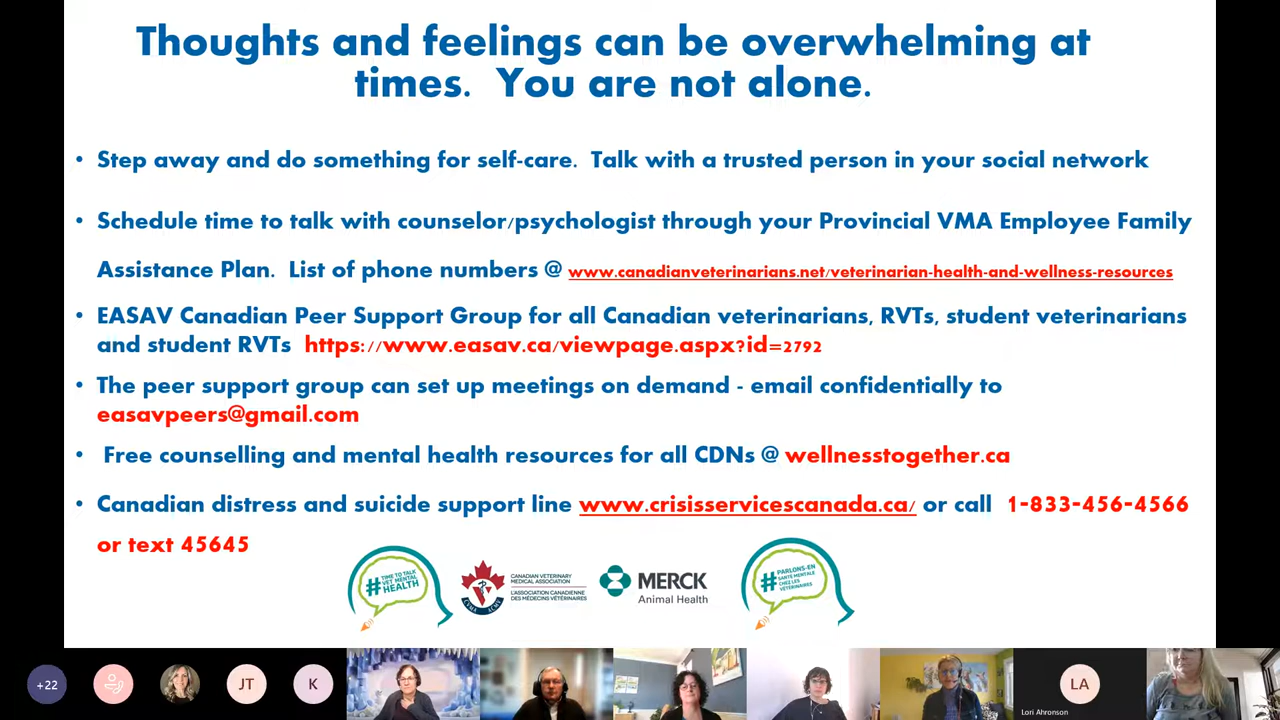 Thoughts and feelings can be overwhelming at
times. You are not alone.
• Step away and do something for self-care. Talk with a trusted person in your social network
• Schedule time to talk with counselor/psychologist through your Provincial VMA Employee Family
Assistance Plan. List of phone numbers @ www.canadianveterinarians.net/veterinarian-health-and-wellness-resources
• EASAV Canadian Peer Support Group for all Canadian veterinarians, RVTs, student veterinarians
and student RVTs https://www.easav.ca/viewpage.aspx?id=2792
• The peer support group can set up meetings on demand - email confidentially to
easavpeers@gmail.com
• Free counselling and mental health resources for all CDNs @ wellnesstogether.ca
• Canadian distress and suicide support line www.crisisservicescanada.ca/ or call 1-833-456-4566
or text 45645
# TIME TO TALK
VET MENTAL
HEALTH
CANADIAN VETERINARY
MEDICAL ASSOCIATION
L'ASSOCIATION CANADIENNE
DES MÉDECINS VÉTÉRINAIRES
MERCK
Animal Health
# PARLONS-EN
SANTÉ MENTALE
CHEZ LES
VÉTÉRINAIRES
+22
JT
K
LA
Lori Ahronson